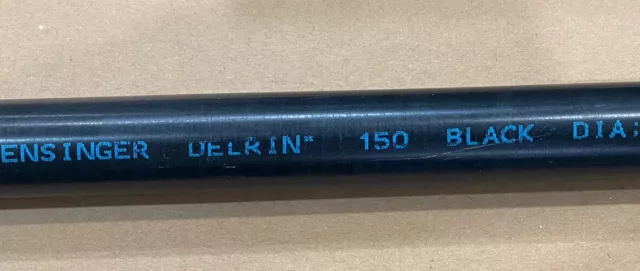 ENSINGER DELRIN* 150 BLACK DIA: